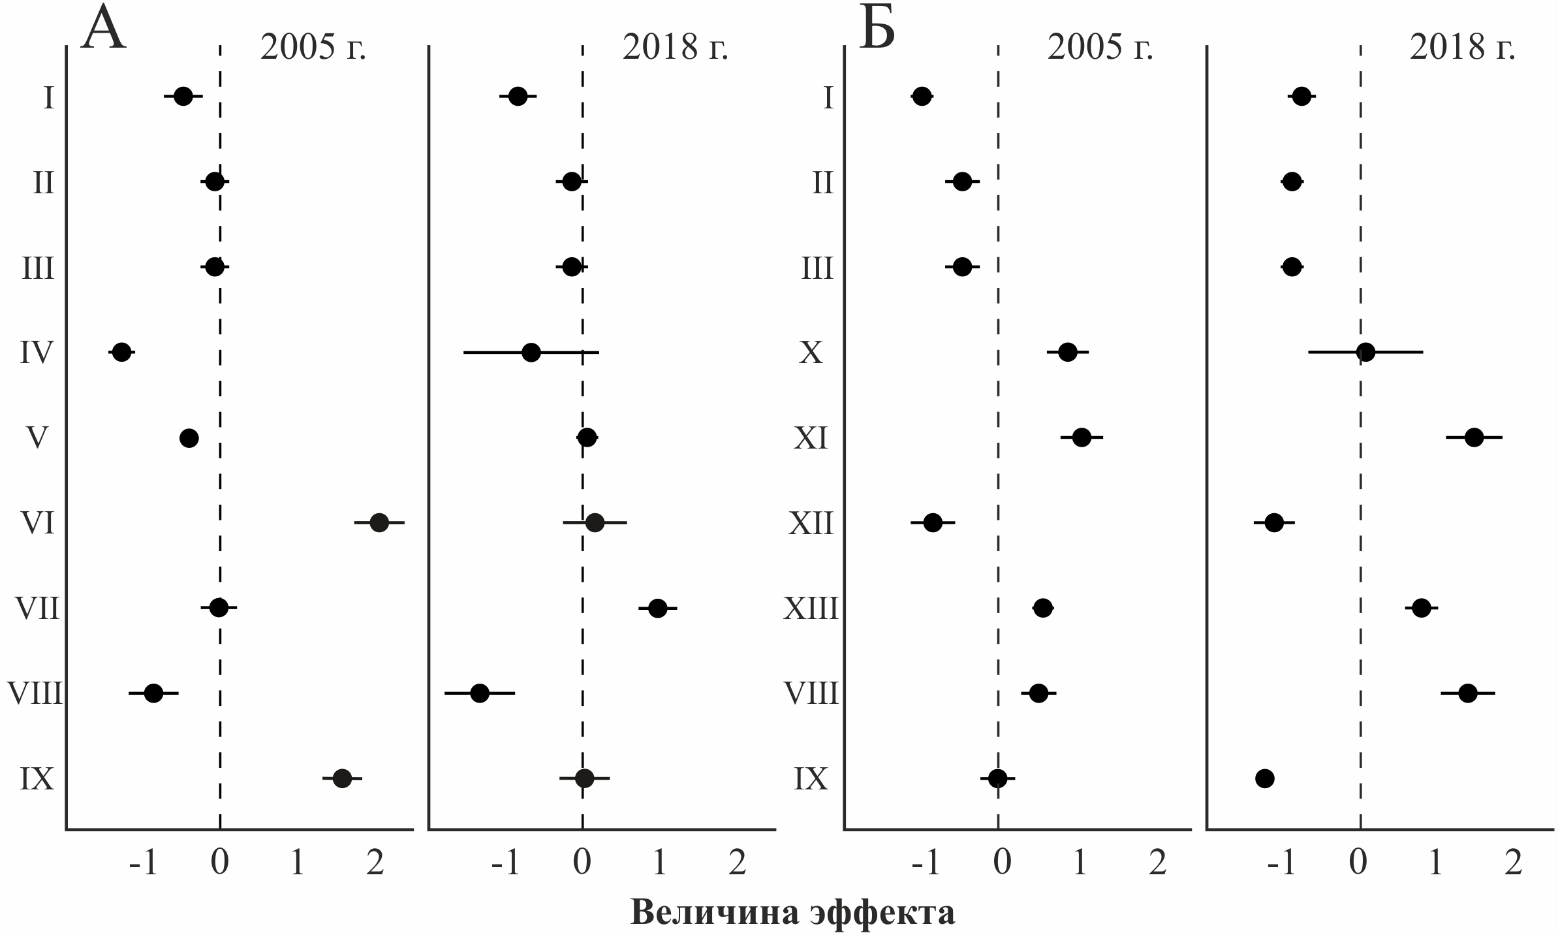 А 2005 г. 2018 г. Б 2005 г. 2018 г.
I I
II II
III III
IV X
V XI
VI XII
VII XIII
VIII VIII
IX IX
-1 0 1 2 -1 0 1 2 -1 0 1 2 -1 0 1 2
Величина эффекта